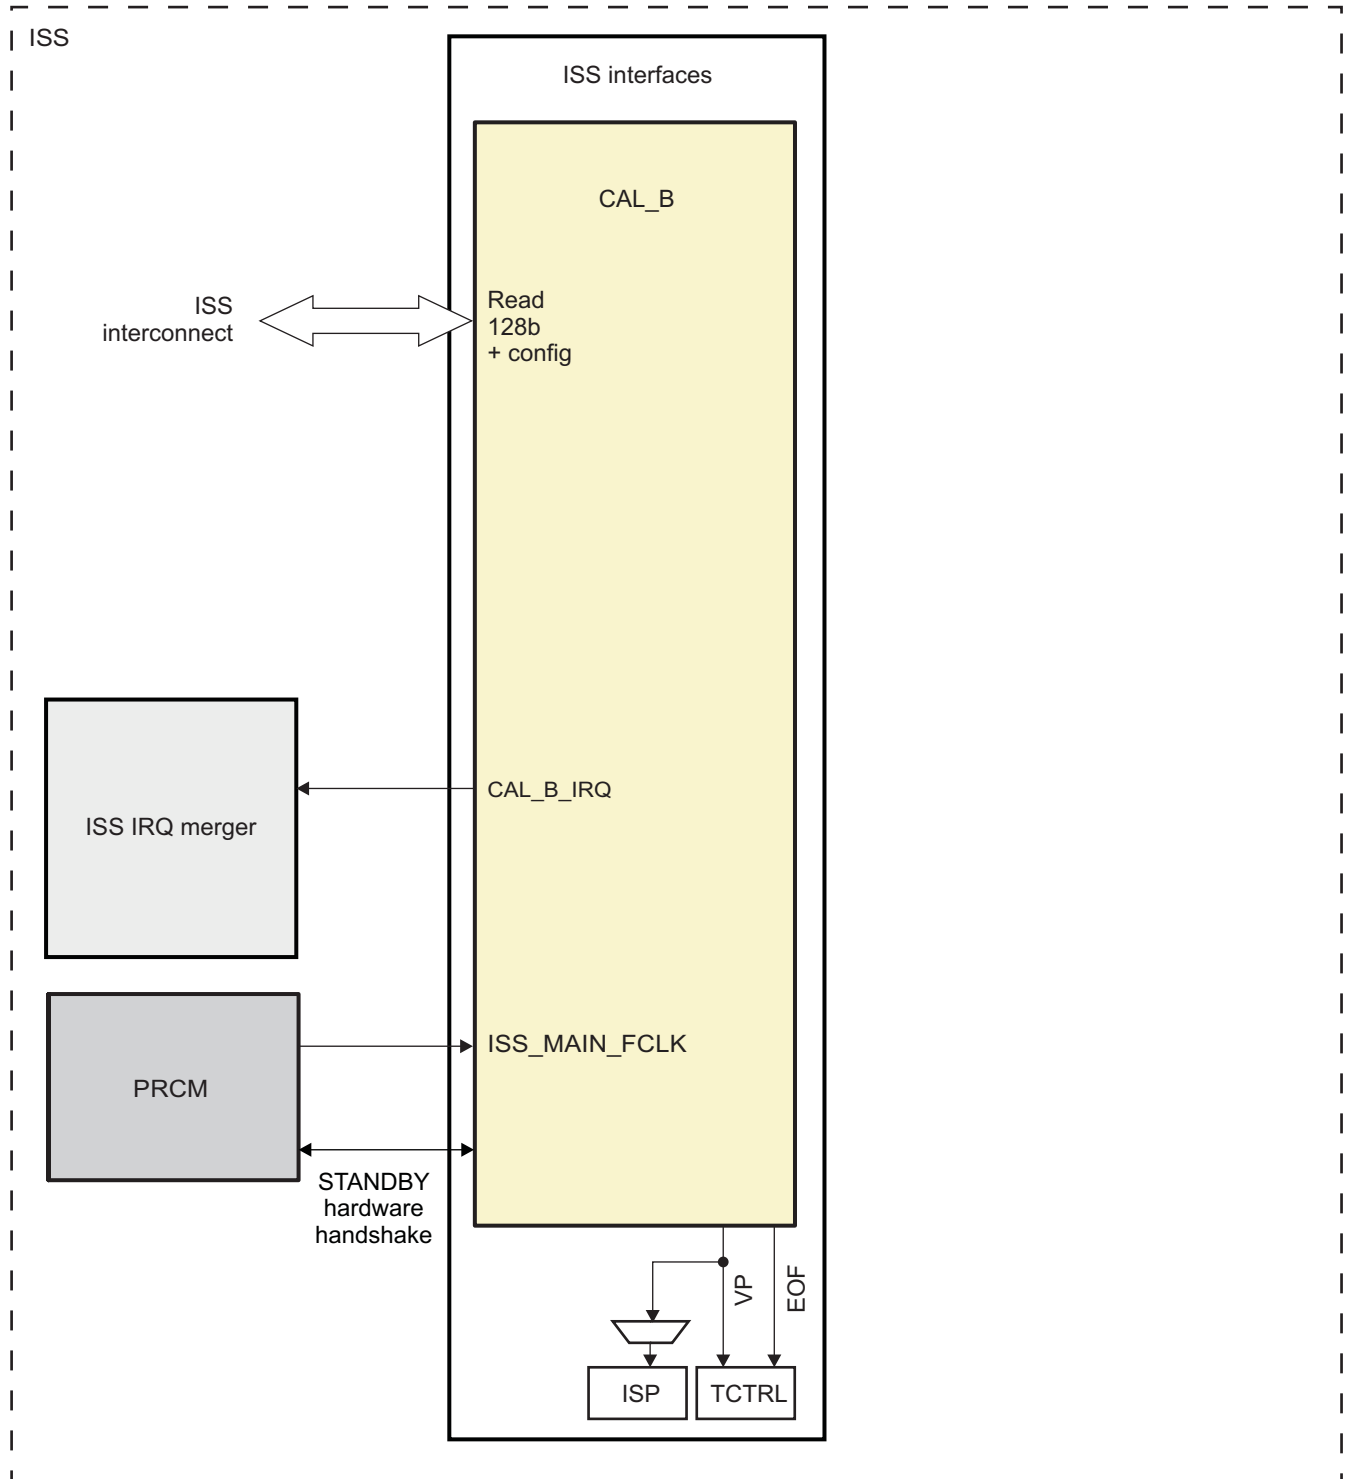 ISS
ISS interfaces
CAL_B
ISS
interconnect
Read
128b
+ config
CAL_B_IRQ
ISS IRQ merger
ISS_MAIN_FCLK
PRCM
STANDBY
hardware
handshake
VP
EOF
ISP
TCTRL